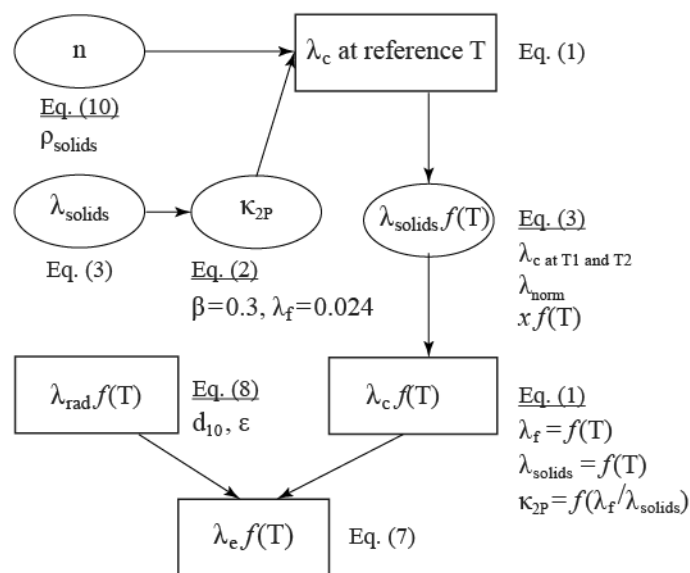 n
λc at reference T
Eq. (1)
Eq. (10)
ρsolids
λsolids
κ2P
λsolids f(T)
Eq. (3)
Eq. (2)
β=0.3, λf=0.024
Eq. (3)
λc at T1 and T2
λnorm
x f(T)
λrad f(T)
Eq. (8)
d10, ε
λc f(T)
Eq. (1)
λf = f(T)
λsolids = f(T)
κ2P = f(λf/λsolids)
λe f(T)
Eq. (7)